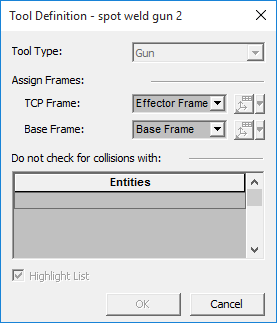 Tool Definition - spot weld gun 2
Tool Type: Gun
Assign Frames:
TCP Frame: Effector Frame
Base Frame: Base Frame
Do not check for collisions with:
Entities
Highlight List
OK Cancel